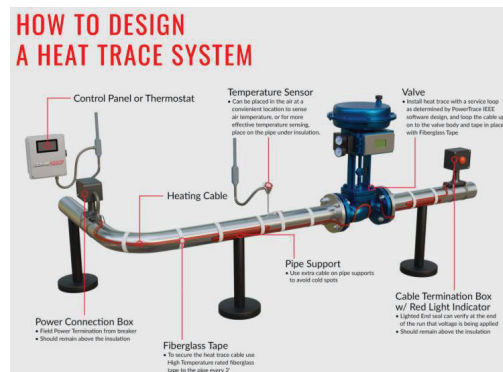 HOW TO DESIGN
A HEAT TRACE SYSTEM
Control Panel or Thermostat
Temperature Sensor
• Can be placed in the air at a
convenient location to sense
air temperature, or for more
effective temperature sensing,
place on the pipe under insulation.
Valve
• Install heat trace with a service loop
as determined by PowerTrace IEEE
software design, and loop the cable up
on to the valve body and tape in place
with Fiberglass Tape
Heating Cable
Pipe Support
• Use extra cable on pipe supports
to avoid cold spots
Power Connection Box
• Field Power Termination from breaker
• Should remain above the insulation
Fiberglass Tape
• To secure the heat trace cable use
High Temperature rated fiberglass
tape to the pipe every 2'
Cable Termination Box
w/ Red Light Indicator
• Lighted End seal can verify at the end
of the run that voltage is being applied
• Should remain above the insulation